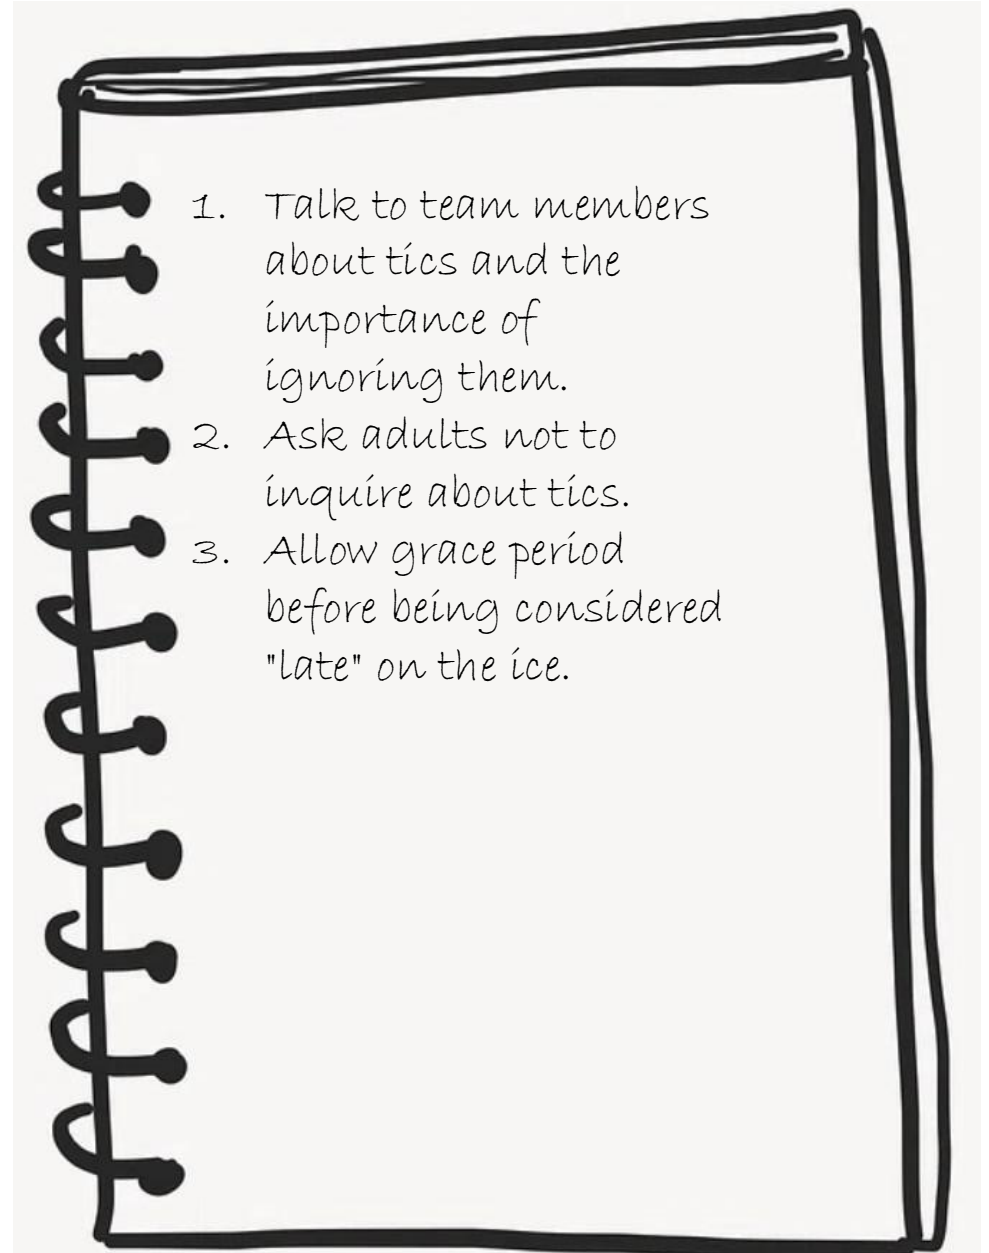 1. Talk to team members
about tics and the
importance of
ignoring them.
2. Ask adults not to
inquire about tics.
3. Allow grace period
before being considered
"late" on the ice.